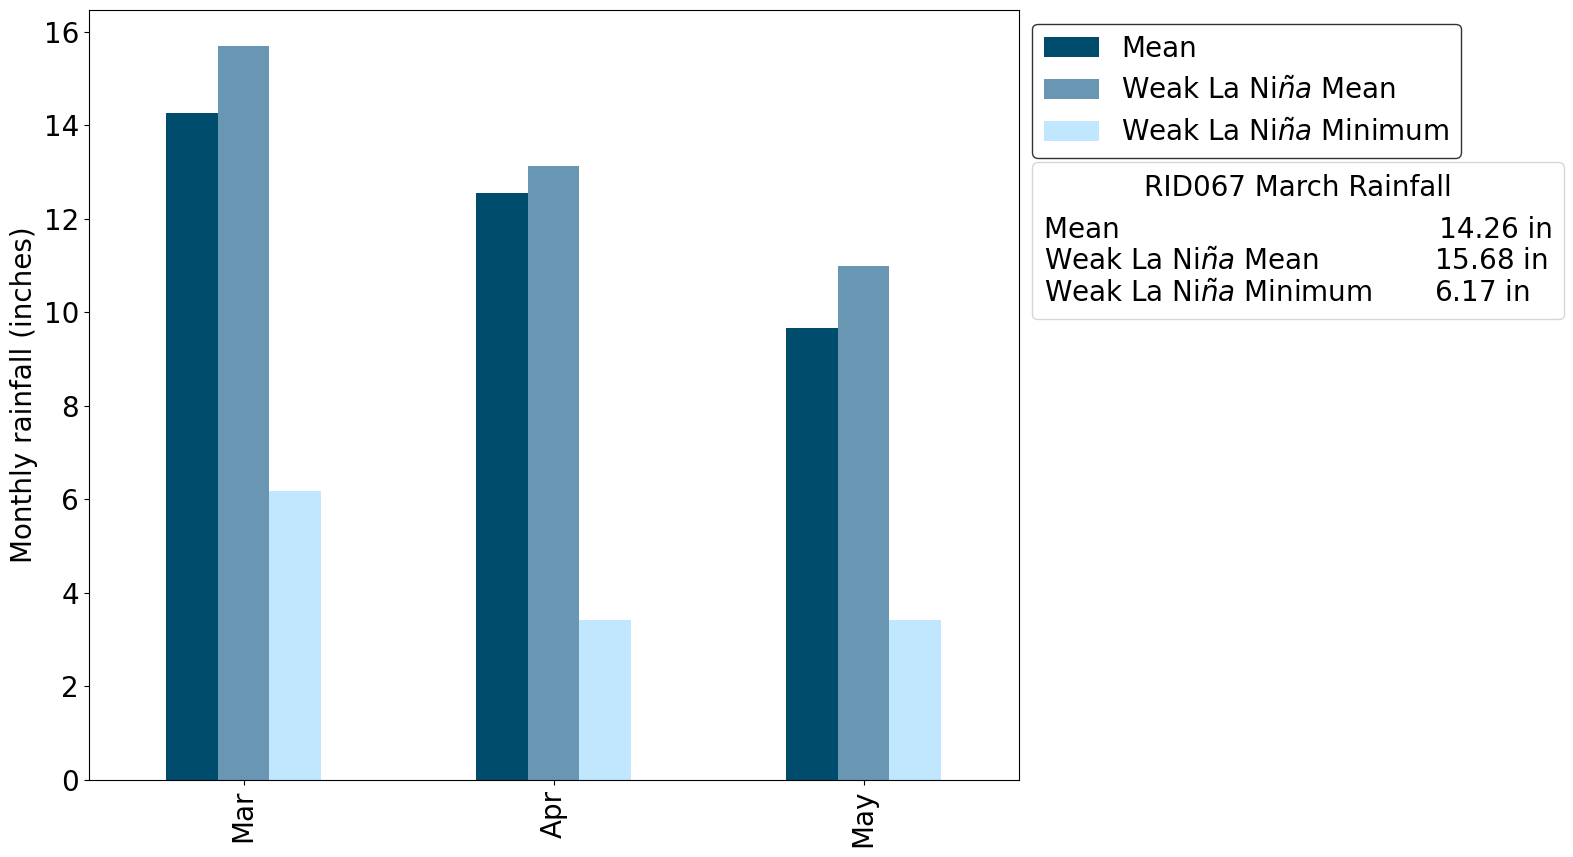 Monthly rainfall (inches)
16
14
12
10
8
6
4
2
0
Mar
Apr
May
Mean
Weak La Niña Mean
Weak La Niña Minimum
RID067 March Rainfall
Mean 14.26 in
Weak La Niña Mean 15.68 in
Weak La Niña Minimum 6.17 in